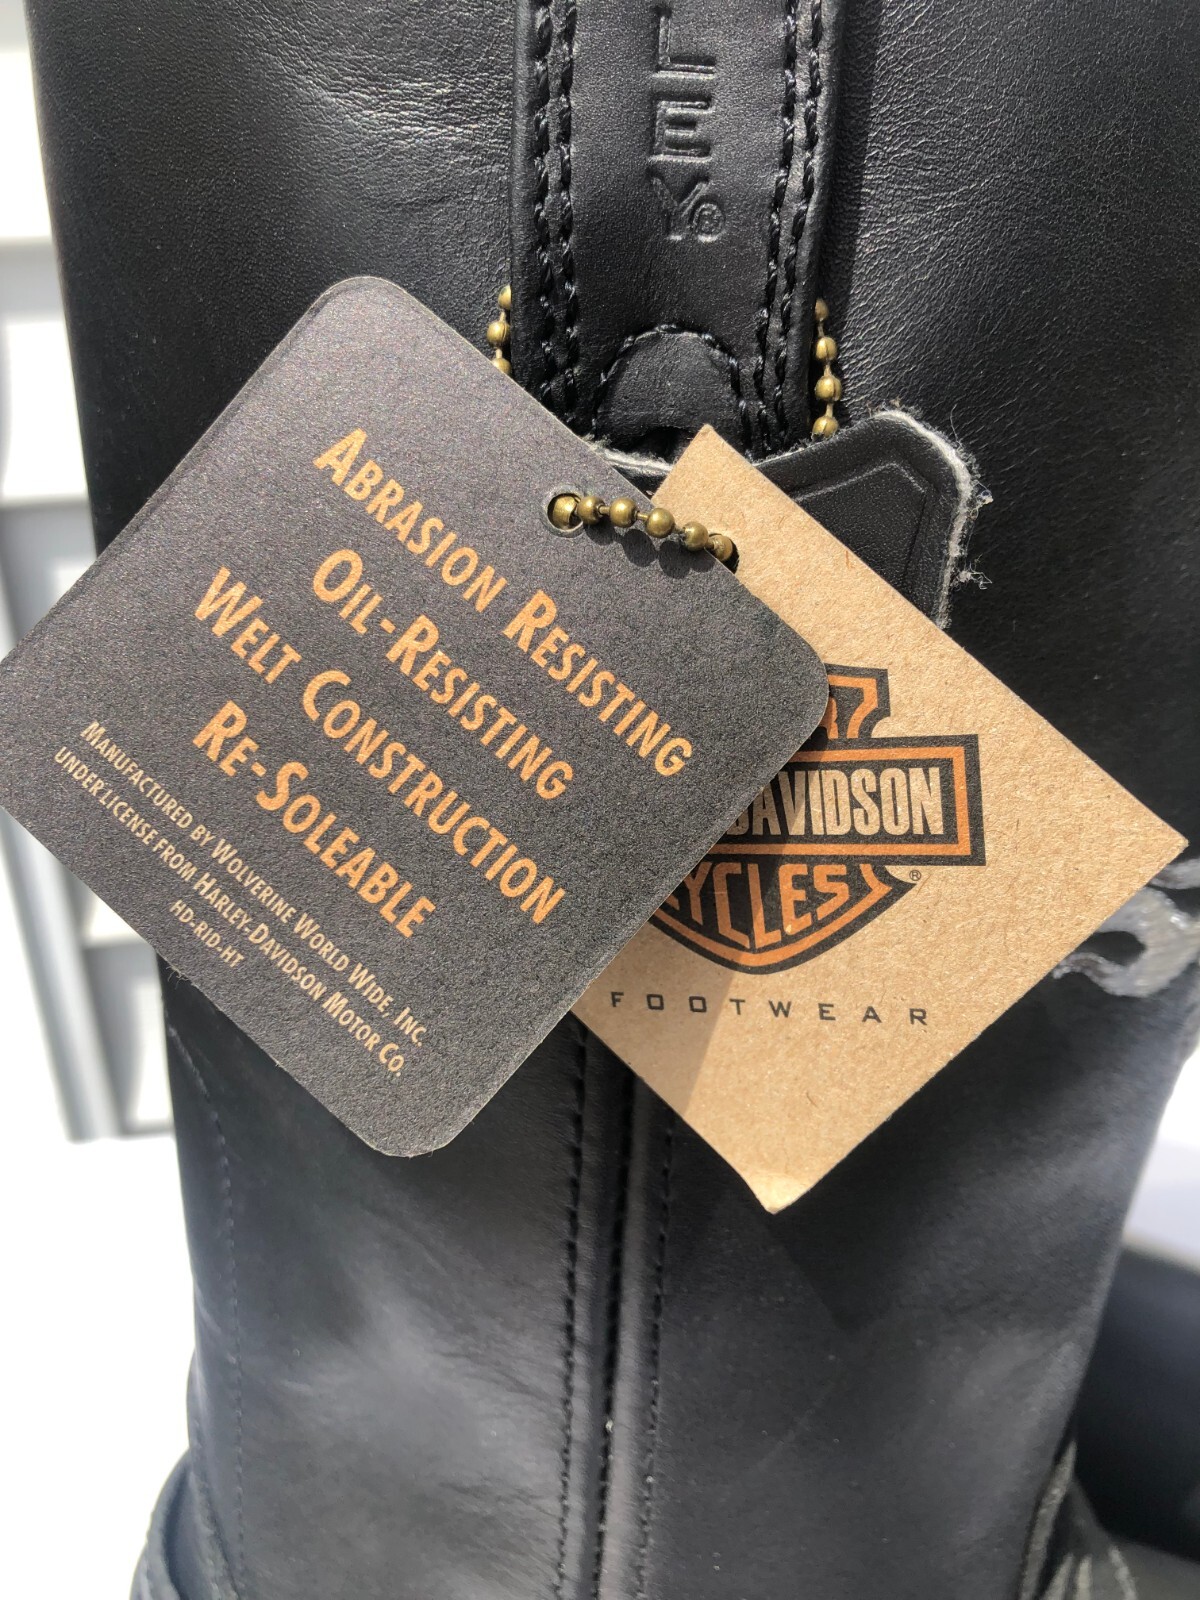 LEY®
ABRASION RESISTING
OIL-RESISTING
WELT CONSTRUCTION
RE-SOLEABLE
MANUFACTURED BY WOLVERINE WORLD WIDE, INC.
UNDER LICENSE FROM HARLEY-DAVIDSON MOTOR CO.
HD-RID-HT
DAVIDSON
CYCLES
®
FOOTWEAR